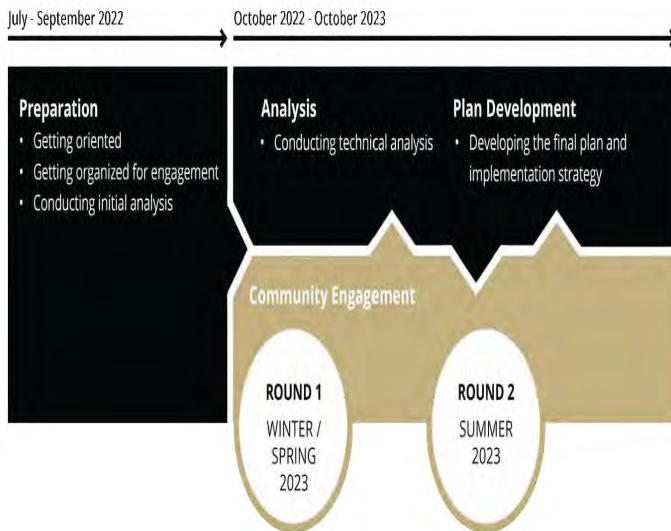 July - September 2022
October 2022 - October 2023
Preparation
• Getting oriented
• Getting organized for engagement
• Conducting initial analysis
Analysis
• Conducting technical analysis
Plan Development
• Developing the final plan and
implementation strategy
Community Engagement
ROUND 1
WINTER /
SPRING
2023
ROUND 2
SUMMER
2023